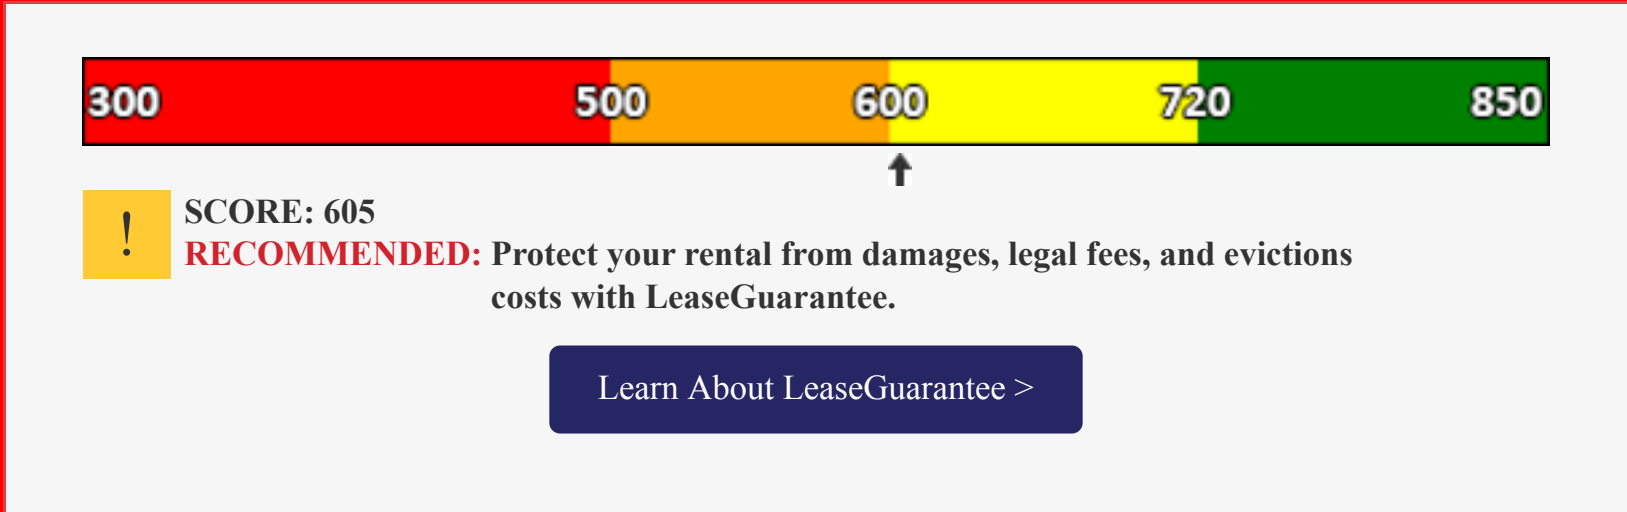 300 500 600 720 850
!
SCORE: 605
RECOMMENDED: Protect your rental from damages, legal fees, and evictions
costs with LeaseGuarantee.
Learn About LeaseGuarantee >